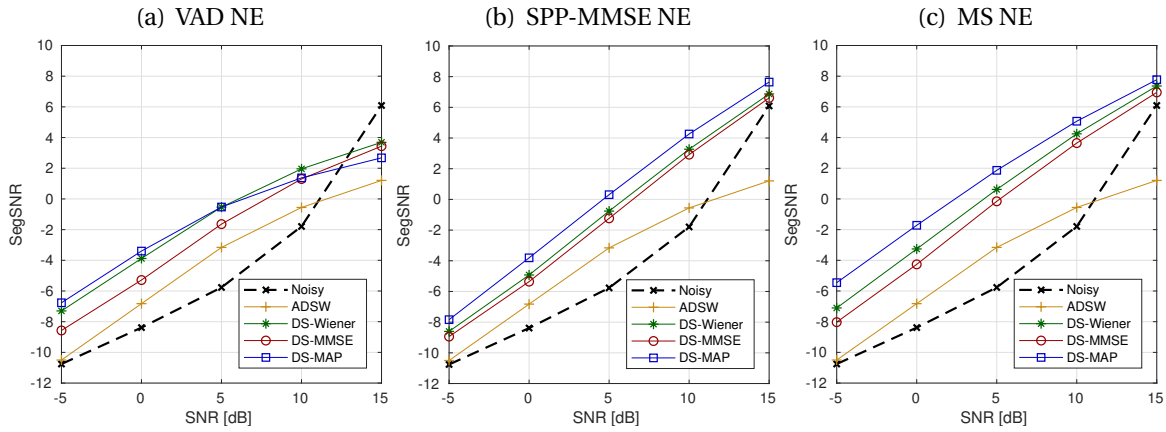 (a) VAD NE
10
8
6
4
2
0
-2
-4
-6
-8
-10
-12
SegSNR
-5
0
5
10
15
SNR [dB]
Noisy
ADSW
DS-Wiener
DS-MMSE
DS-MAP
(b) SPP-MMSE NE
10
8
6
4
2
0
-2
-4
-6
-8
-10
-12
SegSNR
-5
0
5
10
15
SNR [dB]
Noisy
ADSW
DS-Wiener
DS-MMSE
DS-MAP
(c) MS NE
10
8
6
4
2
0
-2
-4
-6
-8
-10
-12
SegSNR
-5
0
5
10
15
SNR [dB]
Noisy
ADSW
DS-Wiener
DS-MMSE
DS-MAP